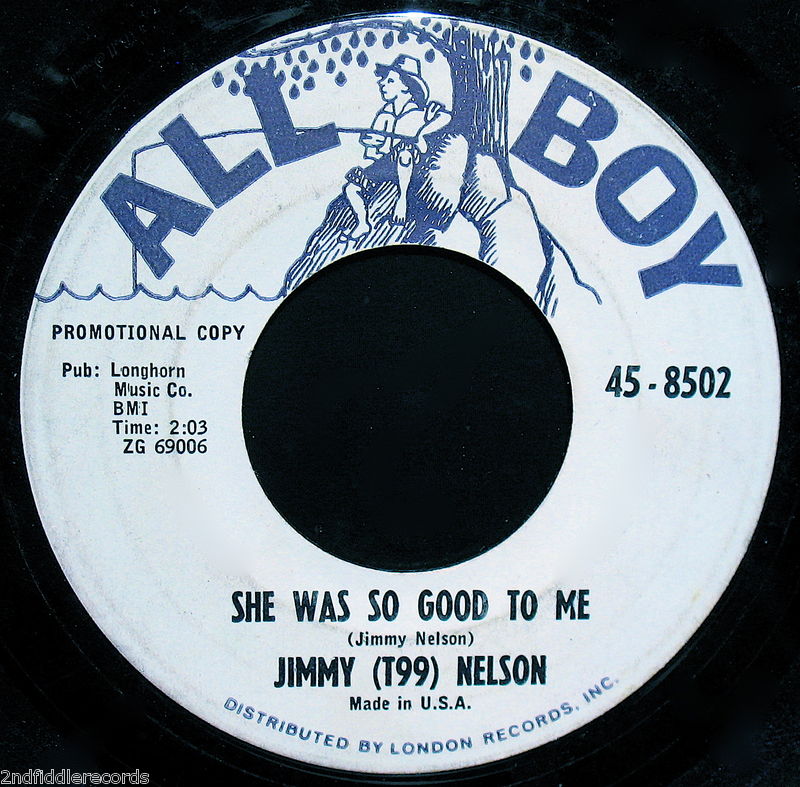 ALL BOY
PROMOTIONAL COPY
Pub: Longhorn
Music Co.
BMI
Time: 2:03
ZG 69006
45-8502
SHE WAS SO GOOD TO ME
(Jimmy Nelson)
JIMMY (T99) NELSON
Made in U.S.A.
DISTRIBUTED BY LONDON RECORDS, INC.
2ndfiddlerecords